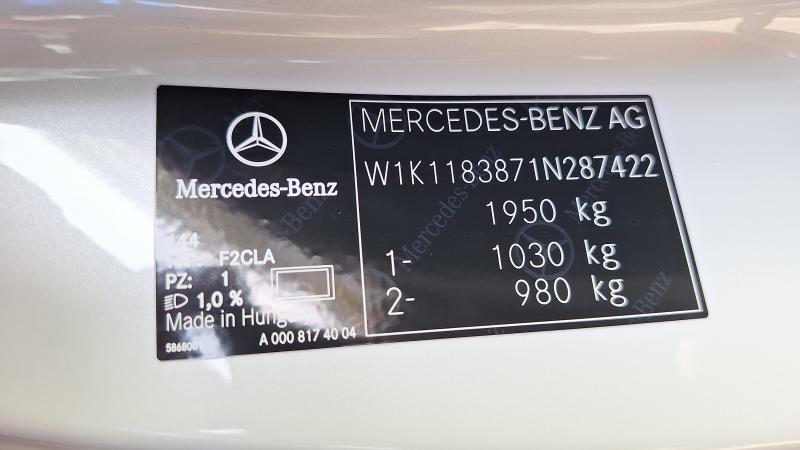 Mercedes-Benz
F2CLA
PZ: 1
1,0 %
Made in Hungary
A 000 817 40 04
MERCEDES-BENZ AG
W1K1183871N287422
1950 kg
1- 1030 kg
2- 980 kg